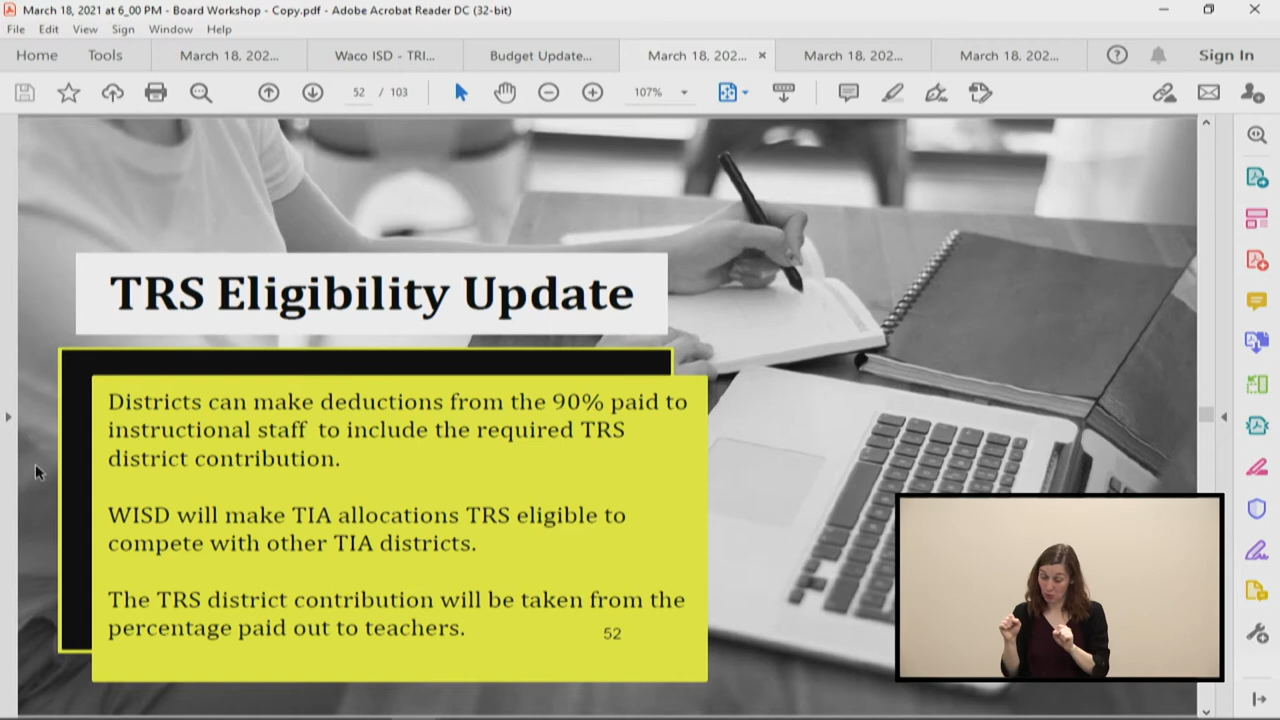 March 18, 2021 at 6_00 PM - Board Workshop - Copy.pdf - Adobe Acrobat Reader DC (32-bit)
File Edit View Sign Window Help
Home Tools March 18, 202... Waco ISD - TRI... Budget Update... March 18, 202... March 18, 202... March 18, 202... Sign In
52 / 103 107%
TRS Eligibility Update
Districts can make deductions from the 90% paid to
instructional staff to include the required TRS
district contribution.
WISD will make TIA allocations TRS eligible to
compete with other TIA districts.
The TRS district contribution will be taken from the
percentage paid out to teachers.
52